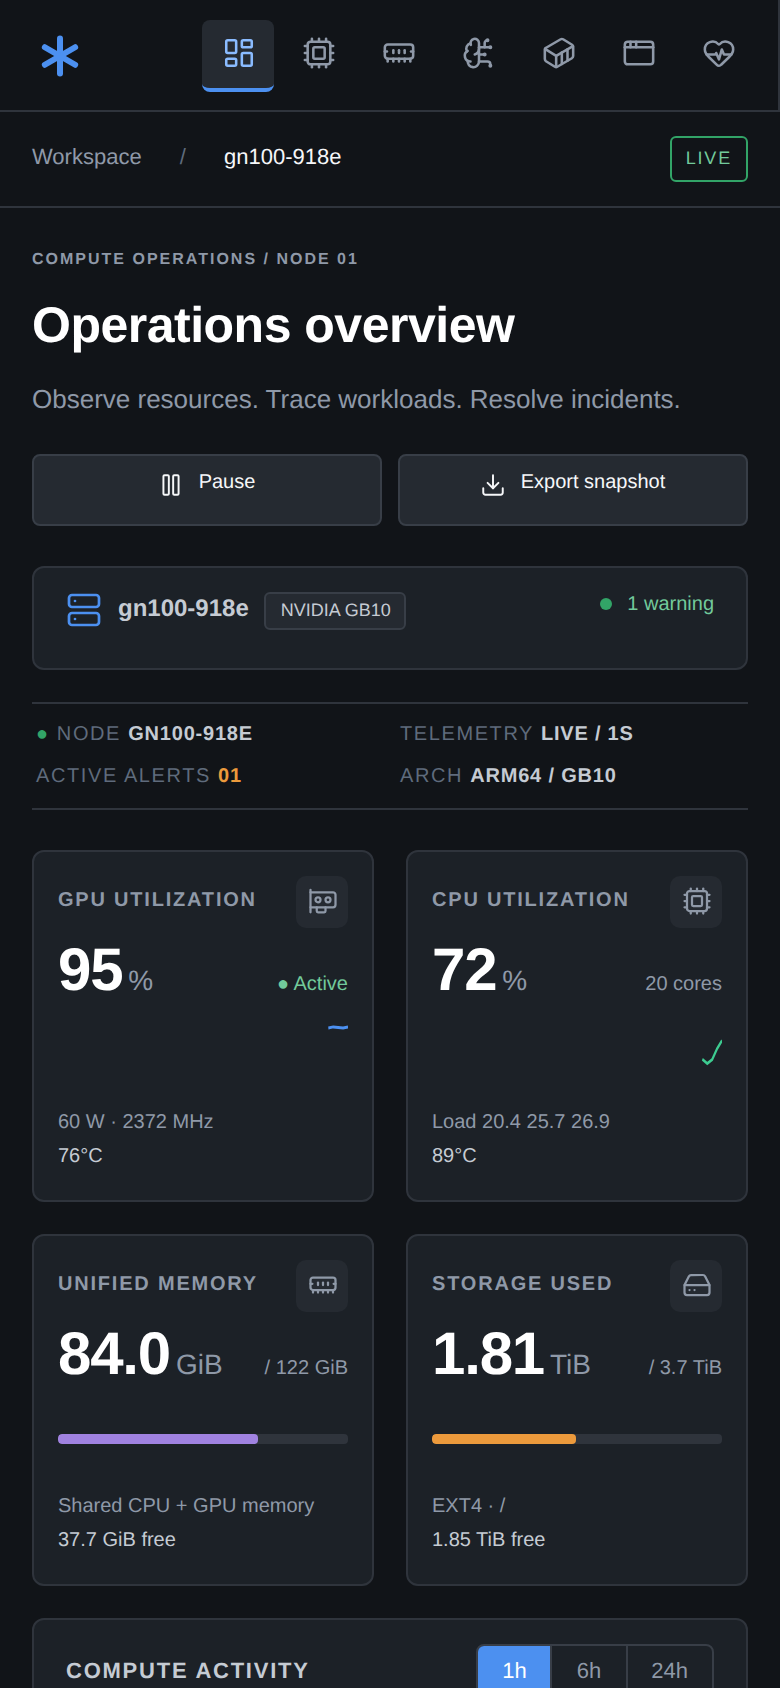 Workspace / gn100-918e LIVE
COMPUTE OPERATIONS / NODE 01
Operations overview
Observe resources. Trace workloads. Resolve incidents.
Pause Export snapshot
gn100-918e NVIDIA GB10 1 warning
NODE GN100-918E TELEMETRY LIVE / 1S
ACTIVE ALERTS 01 ARCH ARM64 / GB10
GPU UTILIZATION
95 % ● Active
60 W · 2372 MHz
76°C
CPU UTILIZATION
72 % 20 cores
Load 20.4 25.7 26.9
89°C
UNIFIED MEMORY
84.0 GiB / 122 GiB
Shared CPU + GPU memory
37.7 GiB free
STORAGE USED
1.81 TiB / 3.7 TiB
EXT4 · /
1.85 TiB free
COMPUTE ACTIVITY 1h 6h 24h